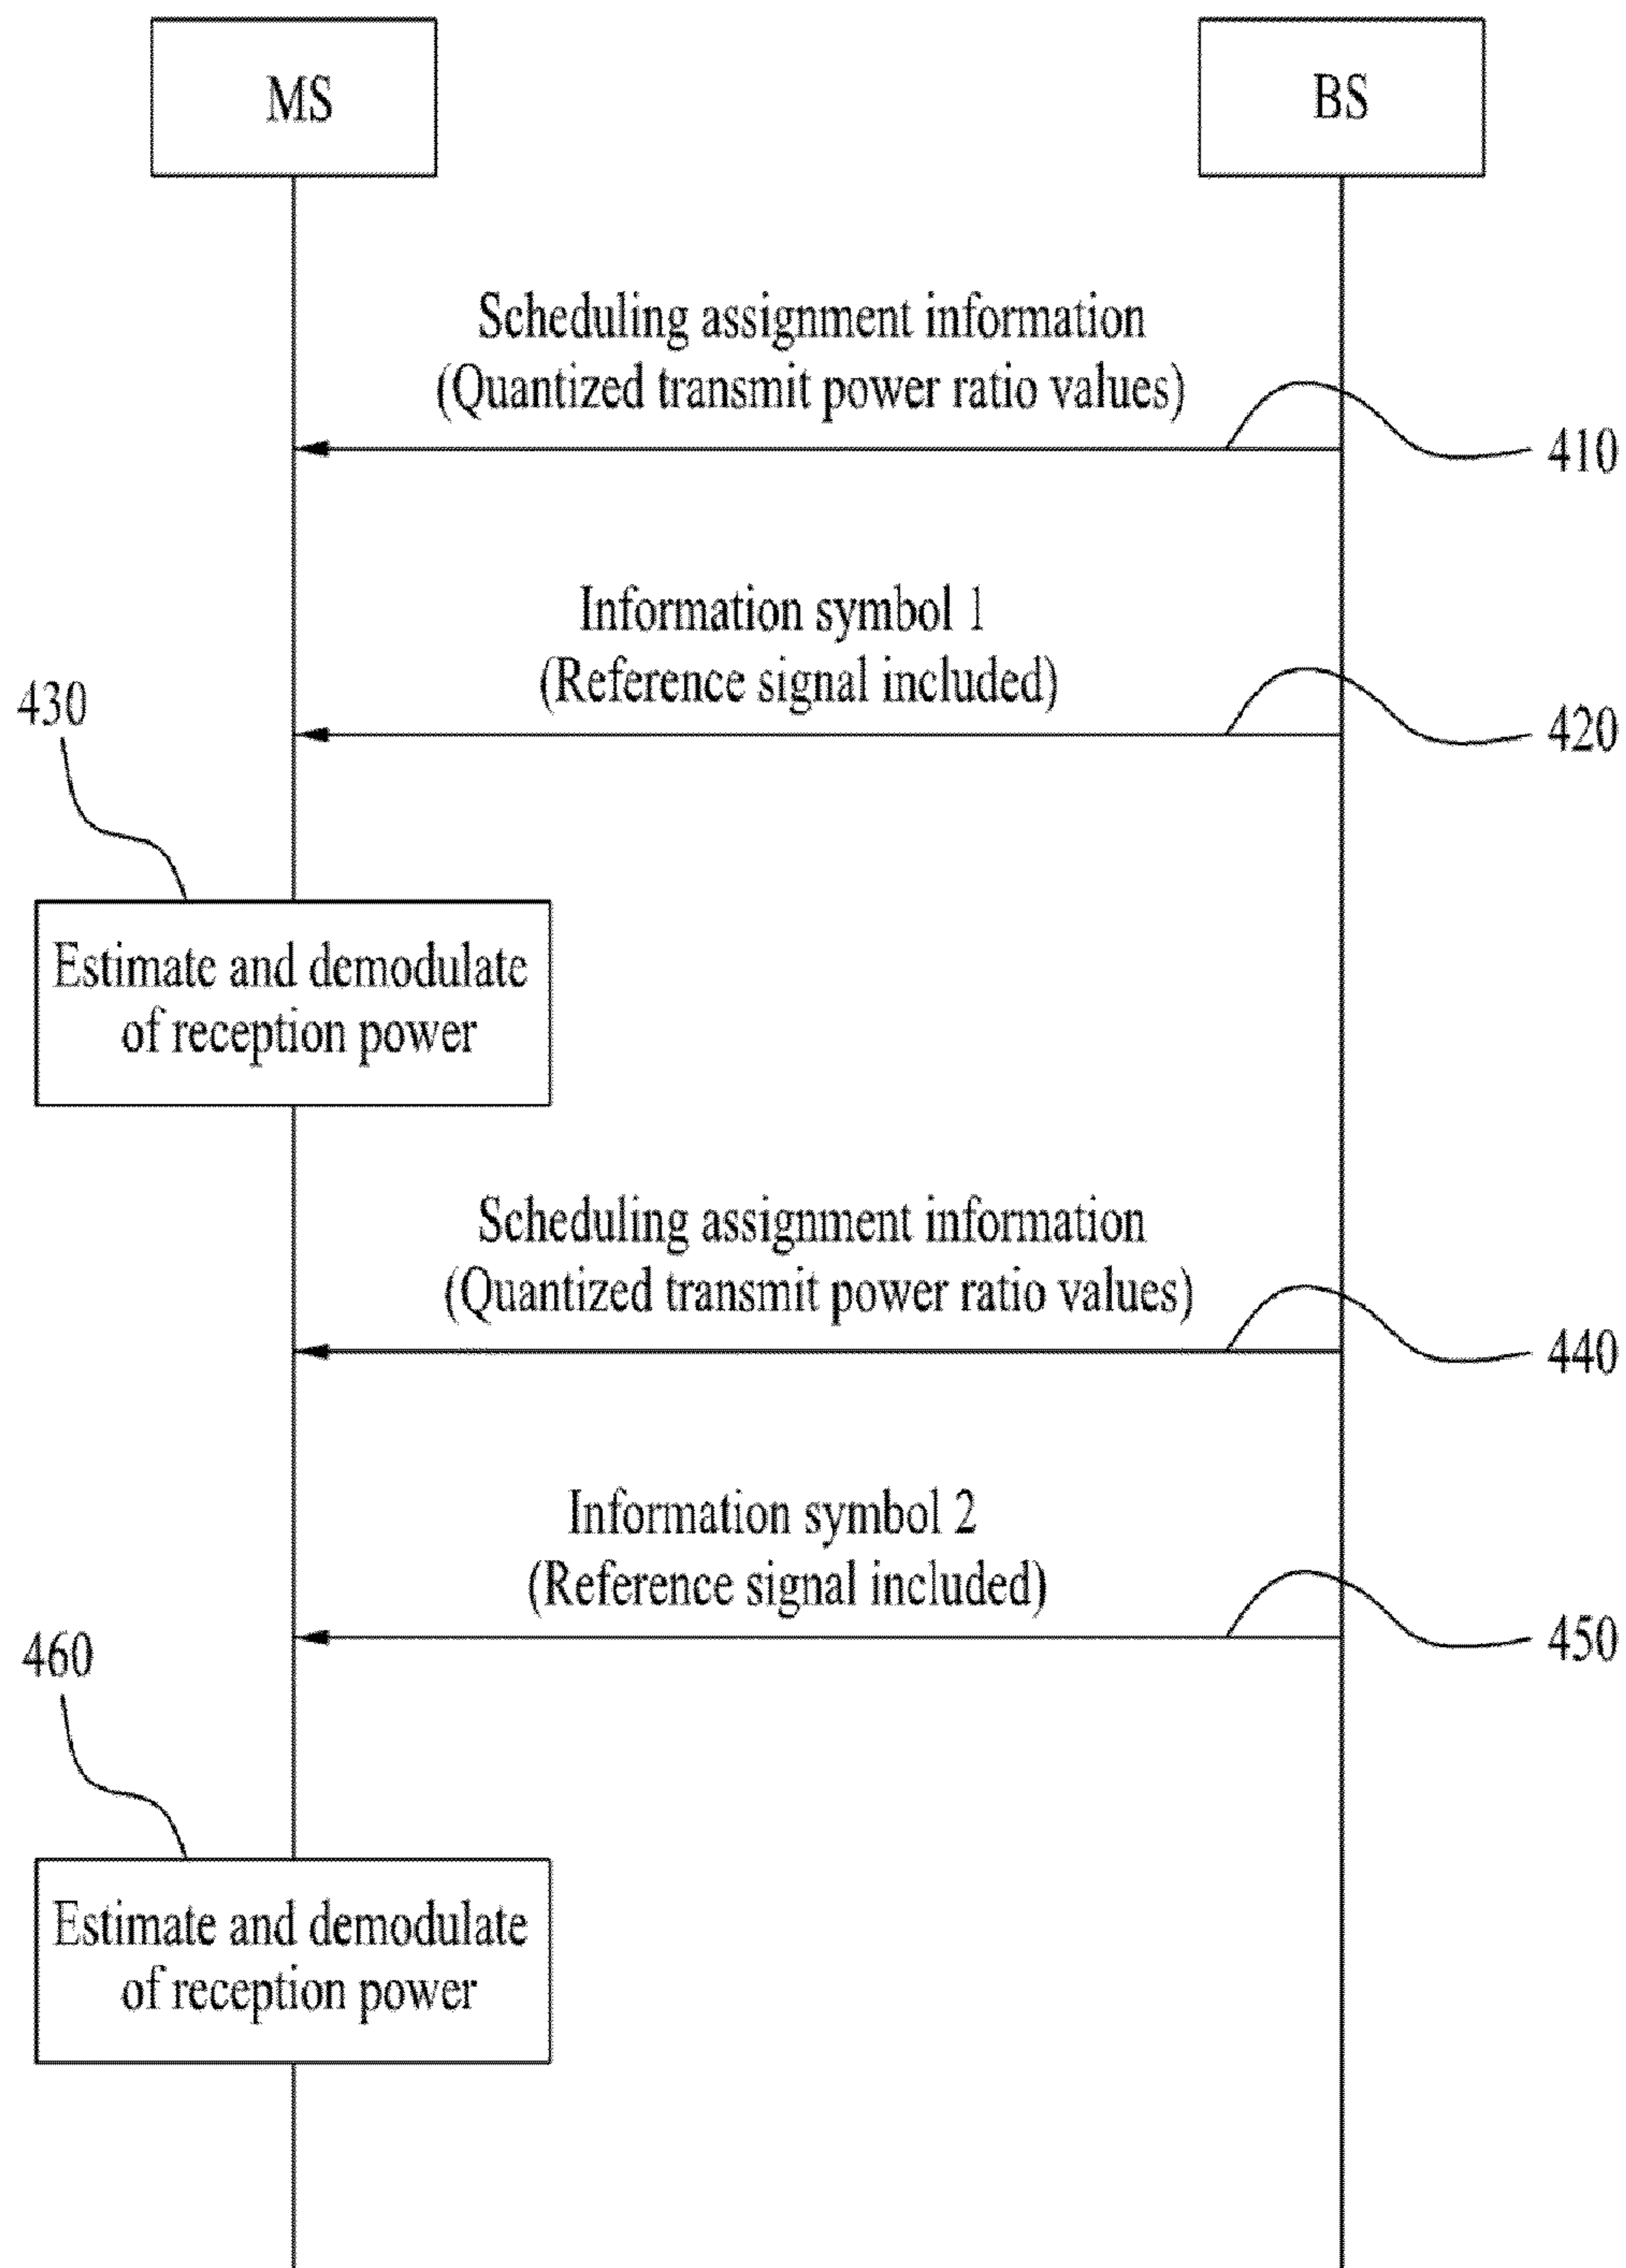 MS
BS
Scheduling assignment information
(Quantized transmit power ratio values)
410
Information symbol 1
(Reference signal included)
420
430
Estimate and demodulate
of reception power
Scheduling assignment information
(Quantized transmit power ratio values)
440
Information symbol 2
(Reference signal included)
450
460
Estimate and demodulate
of reception power